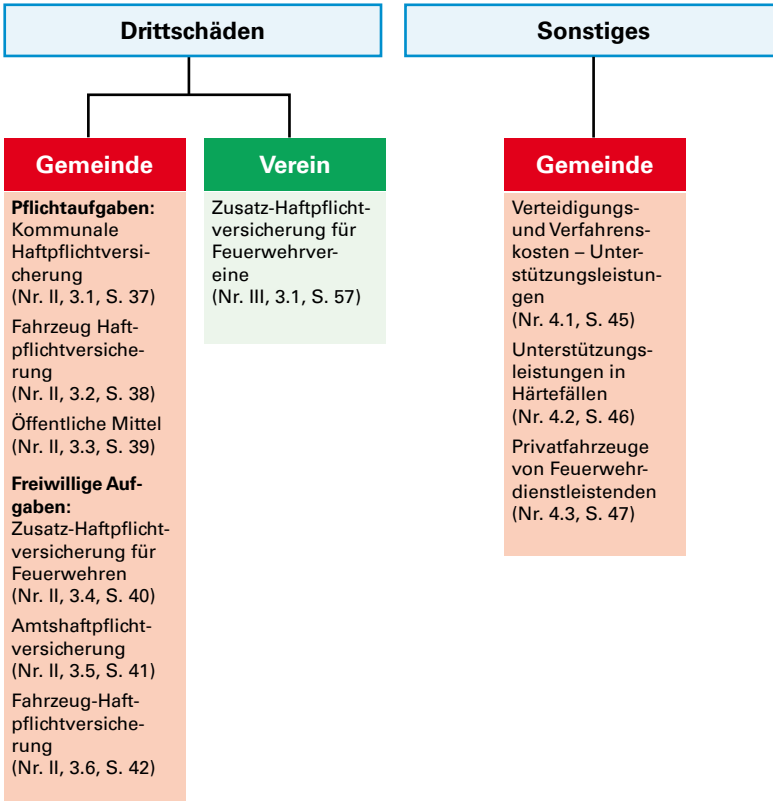 Drittschäden
Gemeinde
Pflichtaufgaben:
Kommunale
Haftpflichtversi-
cherung
(Nr. II, 3.1, S. 37)
Fahrzeug Haft-
pflichtversiche-
rung
(Nr. II, 3.2, S. 38)
Öffentliche Mittel
(Nr. II, 3.3, S. 39)
Freiwillige Auf-
gaben:
Zusatz-Haftpflicht-
versicherung für
Feuerwehren
(Nr. II, 3.4, S. 40)
Amtshaftpflicht-
versicherung
(Nr. II, 3.5, S. 41)
Fahrzeug-Haft-
pflichtversiche-
rung
(Nr. II, 3.6, S. 42)
Verein
Zusatz-Haftpflicht-
versicherung für
Feuerwehrver-
eine
(Nr. III, 3.1, S. 57)
Sonstiges
Gemeinde
Verteidigungs-
und Verfahrens-
kosten – Unter-
stützungsleistun-
gen
(Nr. 4.1, S. 45)
Unterstützungs-
leistungen in
Härtefällen
(Nr. 4.2, S. 46)
Privatfahrzeuge
von Feuerwehr-
dienstleistenden
(Nr. 4.3, S. 47)